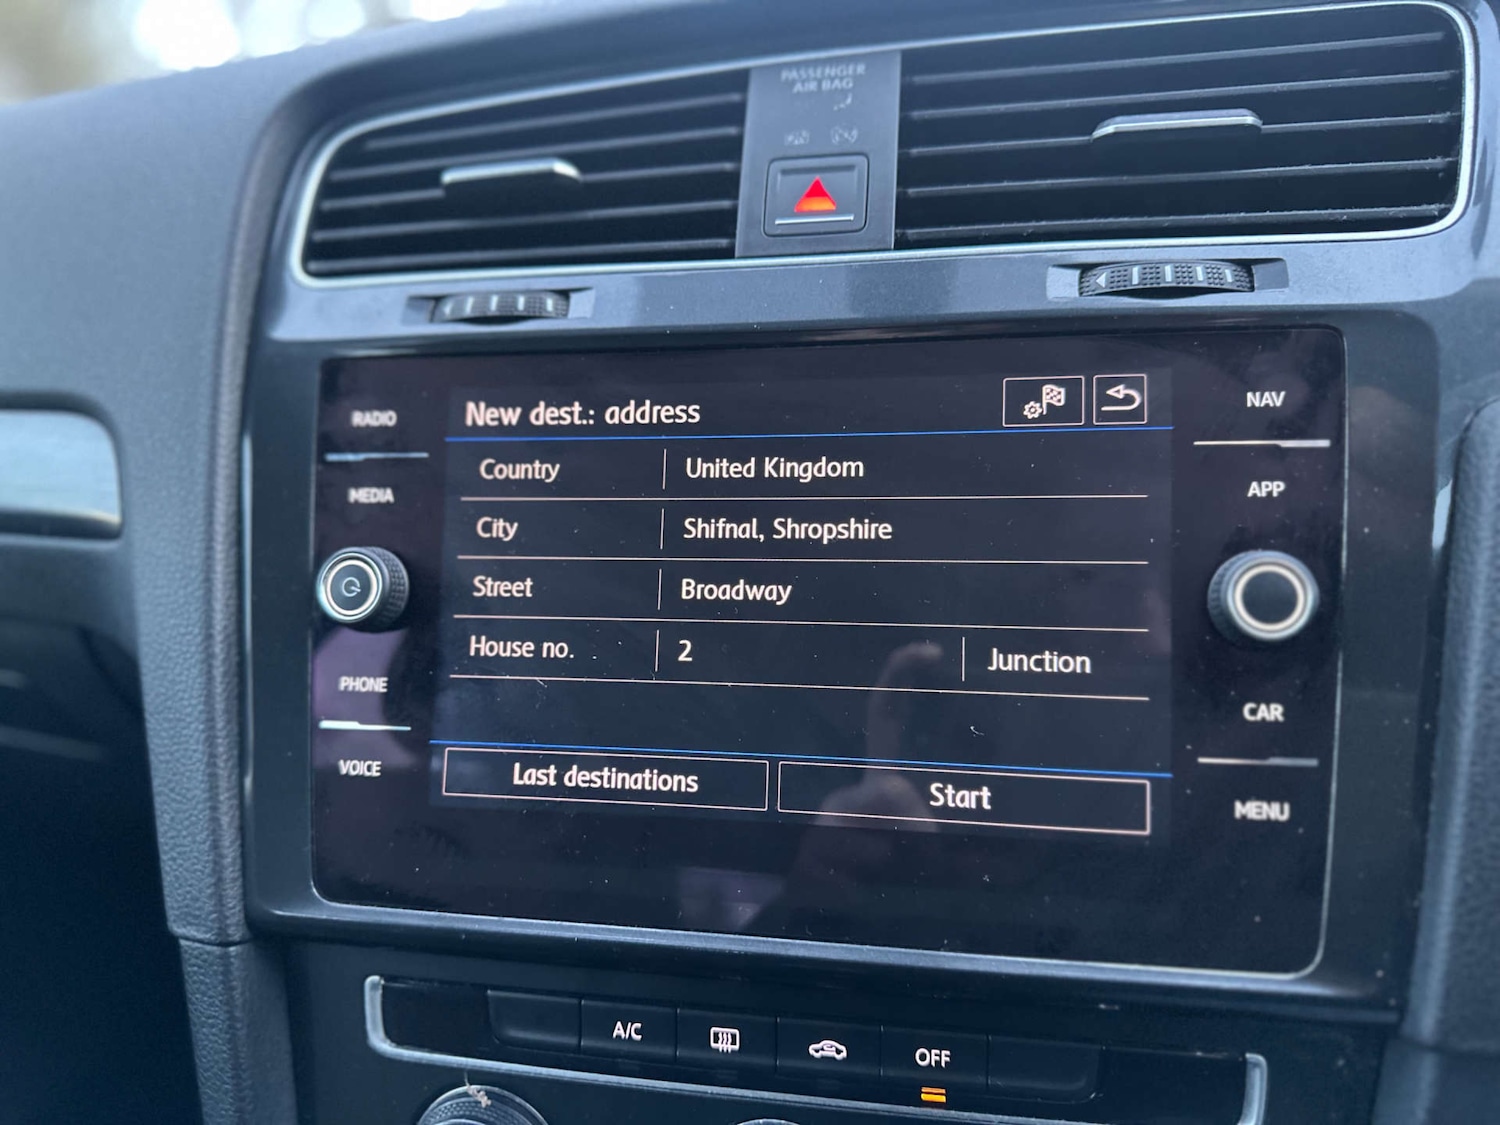 PASSENGER
AIR BAG
RADIO
MEDIA
PHONE
VOICE
New dest.: address
Country United Kingdom
City Shifnal, Shropshire
Street Broadway
House no. 2 Junction
Last destinations Start
NAV
APP
CAR
MENU
A/C OFF